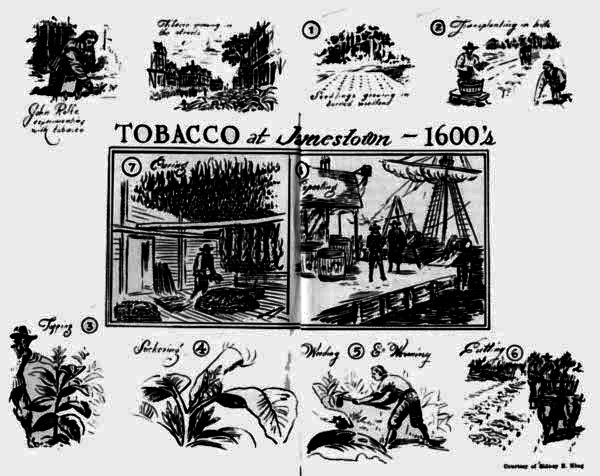 John Rolfe
experimenting
with tobacco
Tobacco growing in
the streets
1
Seedlings growing in
burned woodland
2
Transplanting in hills
TOBACCO at Jamestown - 1600's
7
Curing
Exporting
Topping 3
Suckering 4
Weeding 5 & Worming
Cutting 6
Courtesy of Sidney E. King